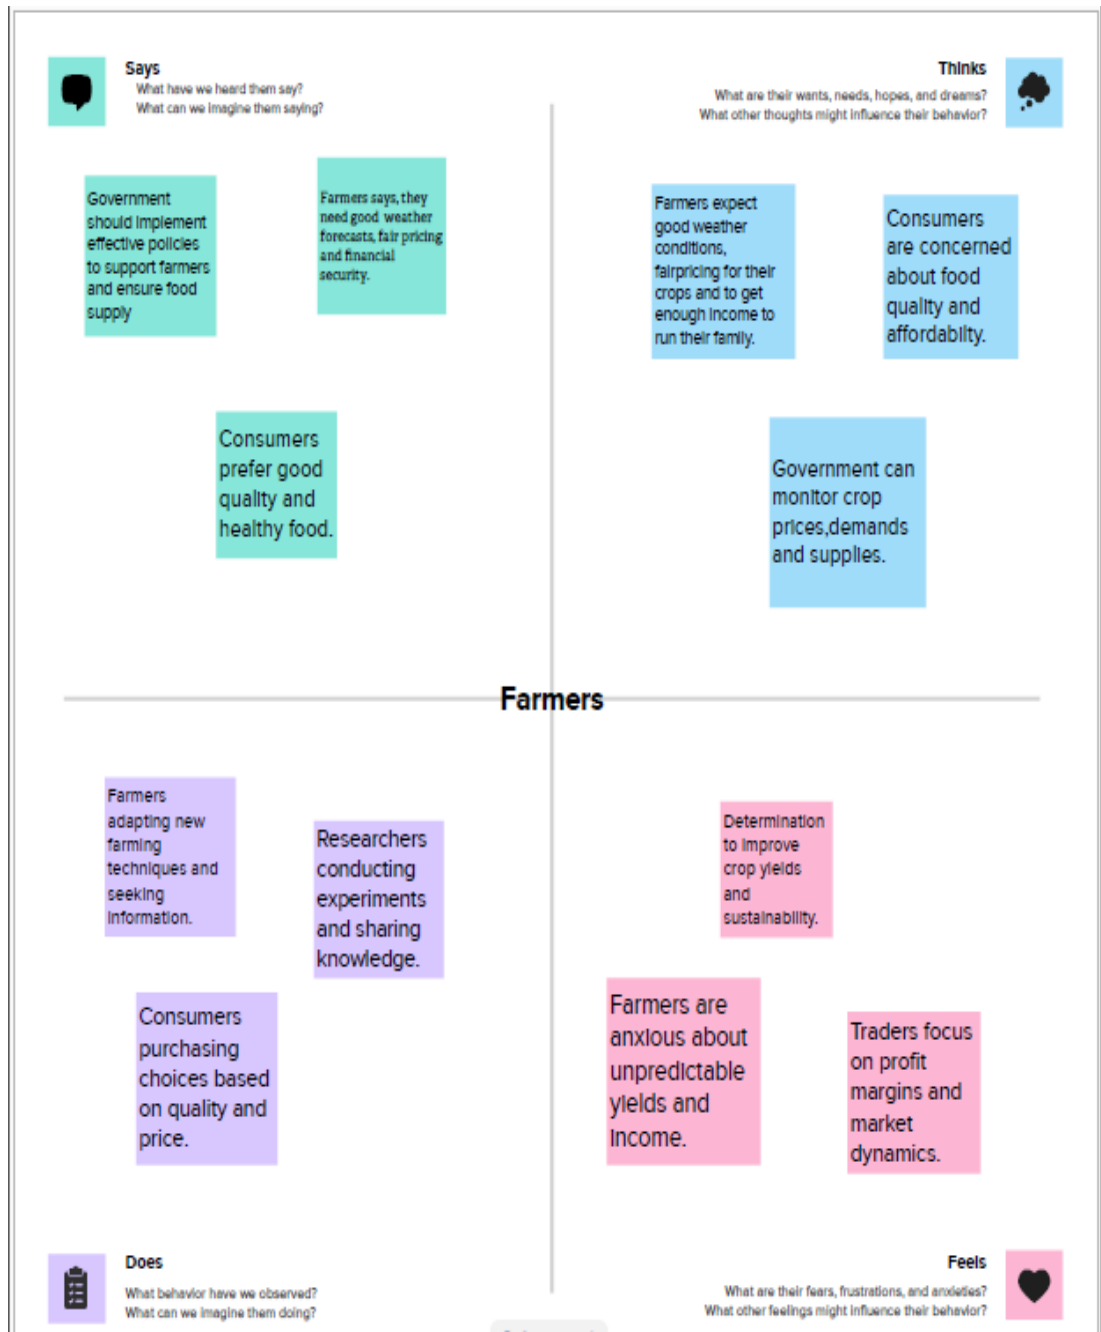 Says
What have we heard them say?
What can we imagine them saying?
Thinks
What are their wants, needs, hopes, and dreams?
What other thoughts might influence their behavior?
Government
should implement
effective policies
to support farmers
and ensure food
supply
Farmers says, they
need good weather
forecasts, fair pricing
and financial
security.
Consumers
prefer good
quality and
healthy food.
Farmers expect
good weather
conditions,
fairpricing for their
crops and to get
enough income to
run their family.
Consumers
are concerned
about food
quality and
affordabilty.
Government can
monitor crop
prices,demands
and supplies.
Farmers
Farmers
adapting new
farming
techniques and
seeking
information.
Researchers
conducting
experiments
and sharing
knowledge.
Consumers
purchasing
choices based
on quality and
price.
Determination
to improve
crop yields
and
sustainability.
Farmers are
anxious about
unpredictable
yields and
income.
Traders focus
on profit
margins and
market
dynamics.
Does
What behavior have we observed?
What can we imagine them doing?
Feels
What are their fears, frustrations, and anxieties?
What other feelings might influence their behavior?